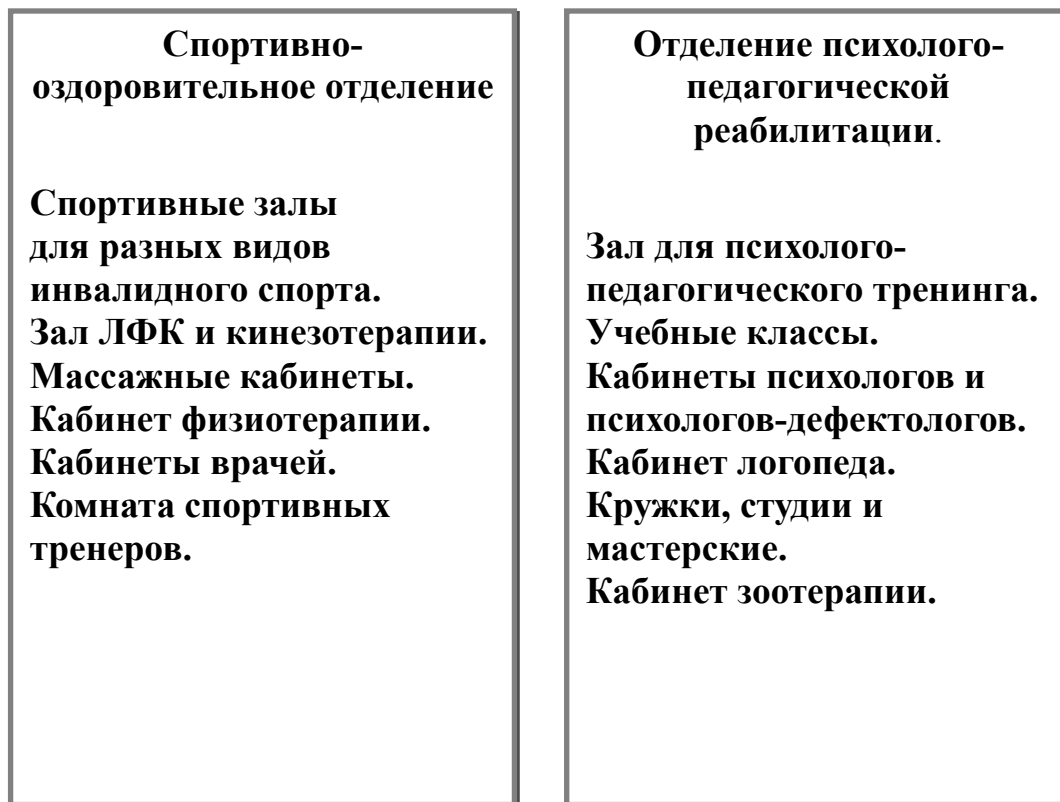 Спортивно-
оздоровительное отделение
Спортивные залы
для разных видов
инвалидного спорта.
Зал ЛФК и кинезотерапии.
Массажные кабинеты.
Кабинет физиотерапии.
Кабинеты врачей.
Комната спортивных
тренеров.
Отделение психолого-
педагогической
реабилитации.
Зал для психолого-
педагогического тренинга.
Учебные классы.
Кабинеты психологов и
психологов-дефектологов.
Кабинет логопеда.
Кружки, студии и
мастерские.
Кабинет зоотерапии.